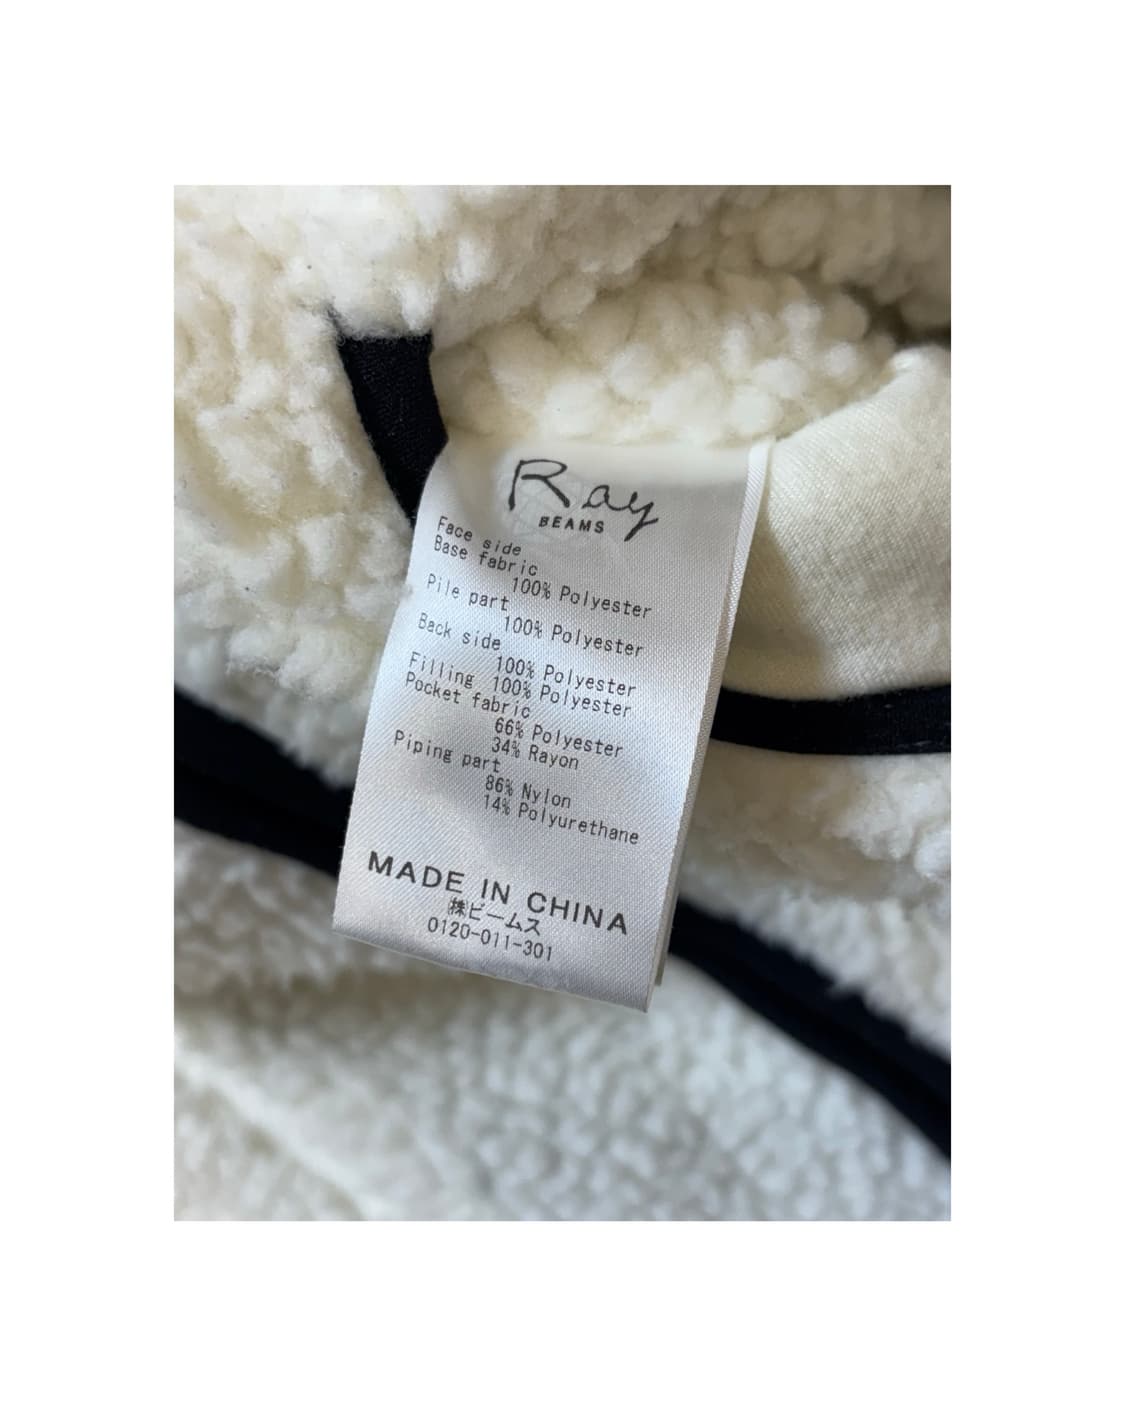 Ray
BEAMS
Face side
Base fabric
100% Polyester
Pile part
100% Polyester
Back side
100% Polyester
Filling 100% Polyester
Pocket fabric
66% Polyester
34% Rayon
Piping part
86% Nylon
14% Polyurethane
MADE IN CHINA
㈱ビームス
0120-011-301